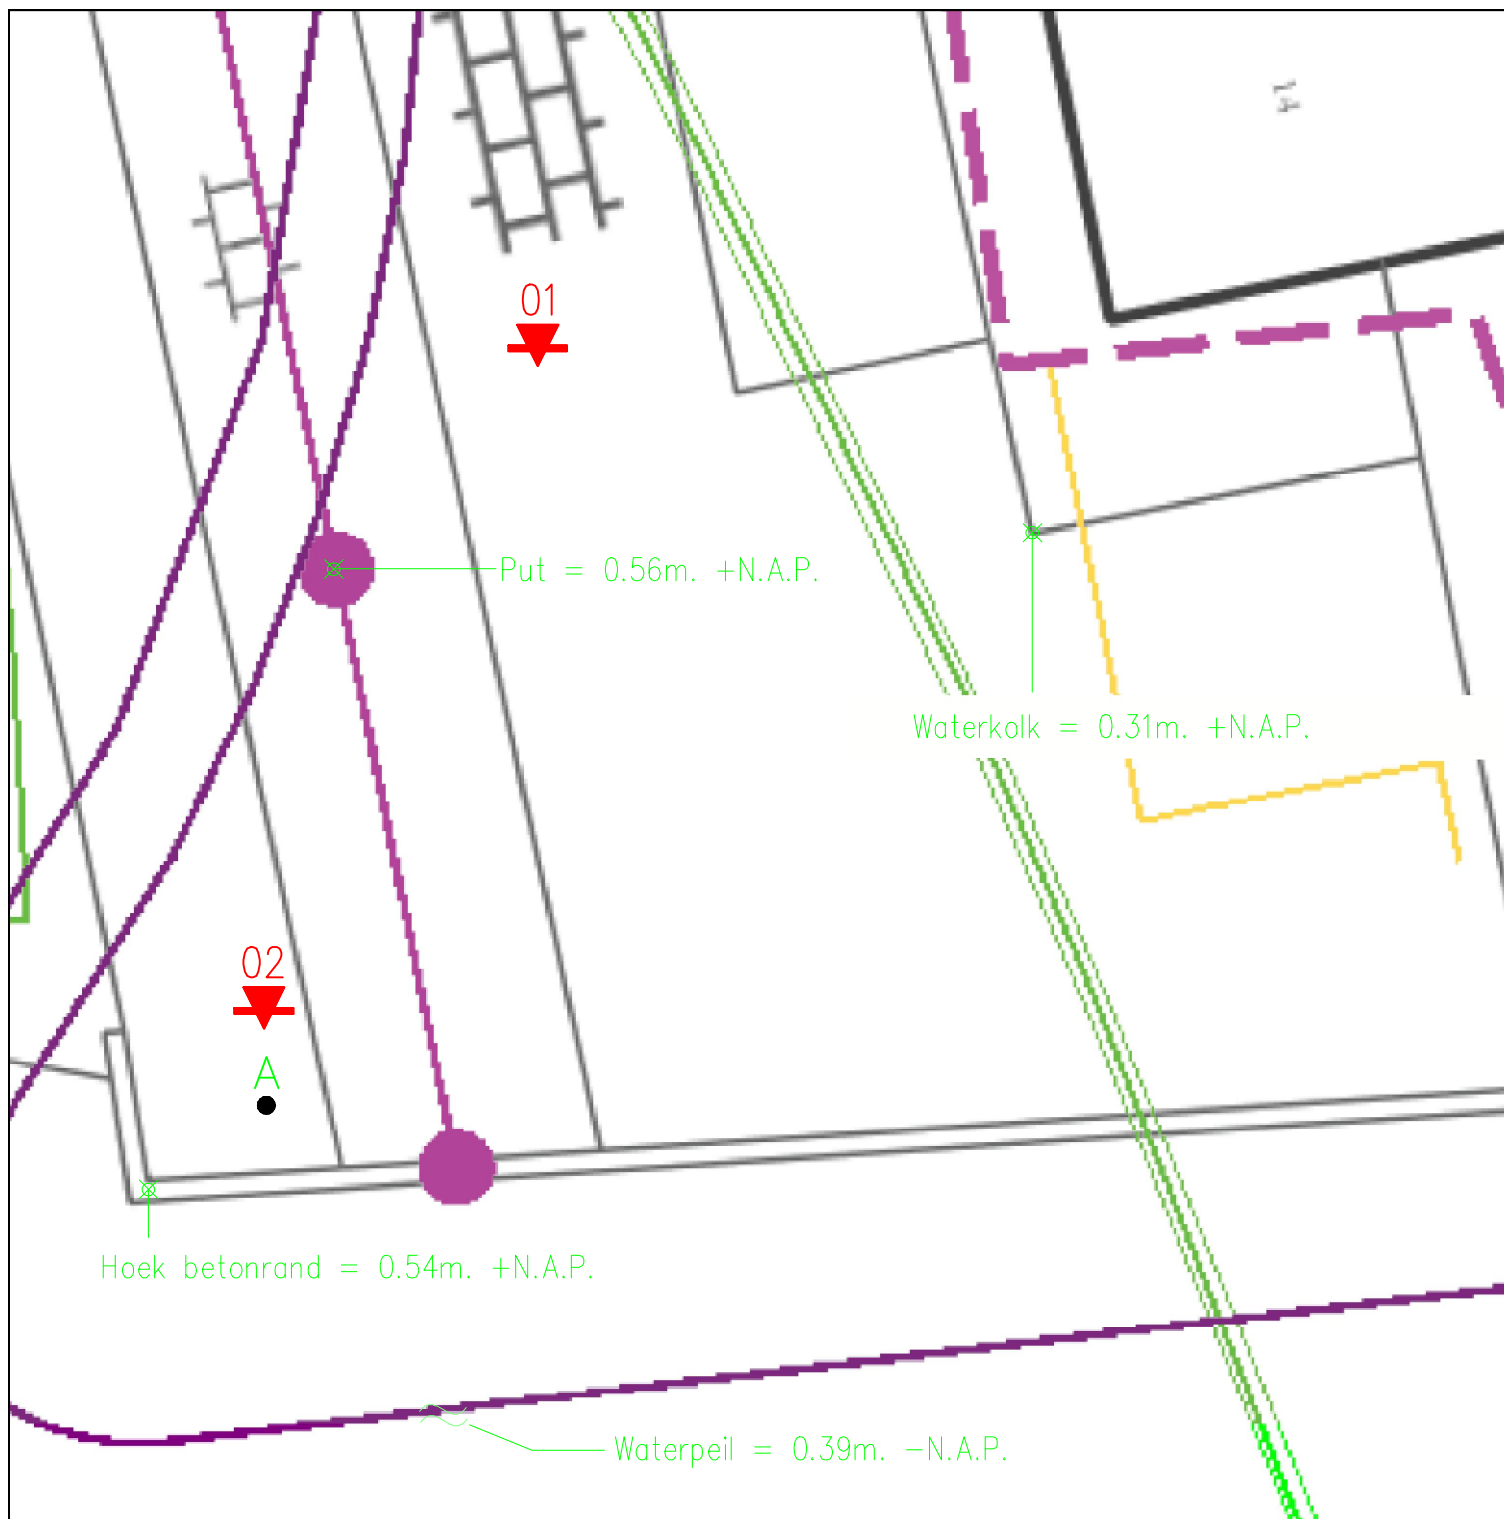 14
01
Put = 0.56m. +N.A.P.
Waterkolk = 0.31m. +N.A.P.
02
A
Hoek betonrand = 0.54m. +N.A.P.
Waterpeil = 0.39m. -N.A.P.